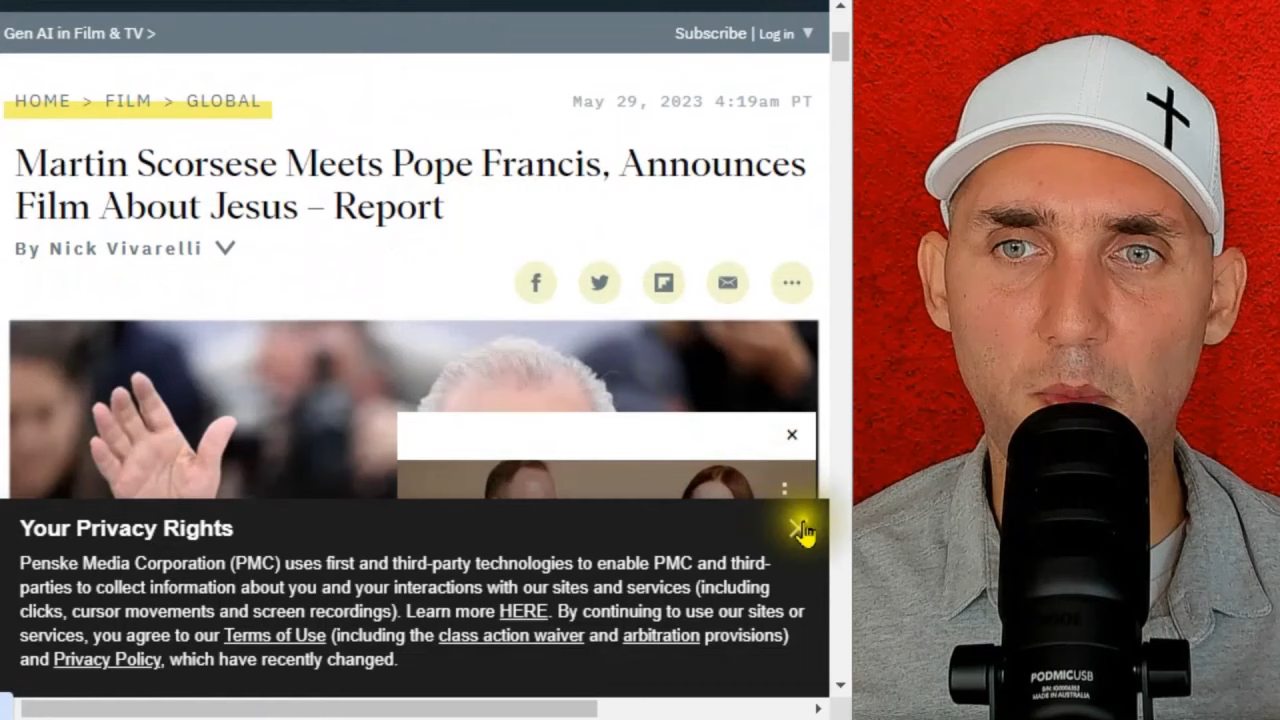 Gen AI in Film & TV >
Subscribe | Log in ▼
HOME > FILM > GLOBAL
May 29, 2023 4:19am PT
Martin Scorsese Meets Pope Francis, Announces
Film About Jesus – Report
By Nick Vivarelli
Your Privacy Rights
Penske Media Corporation (PMC) uses first and third-party technologies to enable PMC and third-
parties to collect information about you and your interactions with our sites and services (including
clicks, cursor movements and screen recordings). Learn more HERE. By continuing to use our sites or
services, you agree to our Terms of Use (including the class action waiver and arbitration provisions)
and Privacy Policy, which have recently changed.
PODMICUSB
MADE IN AUSTRALIA